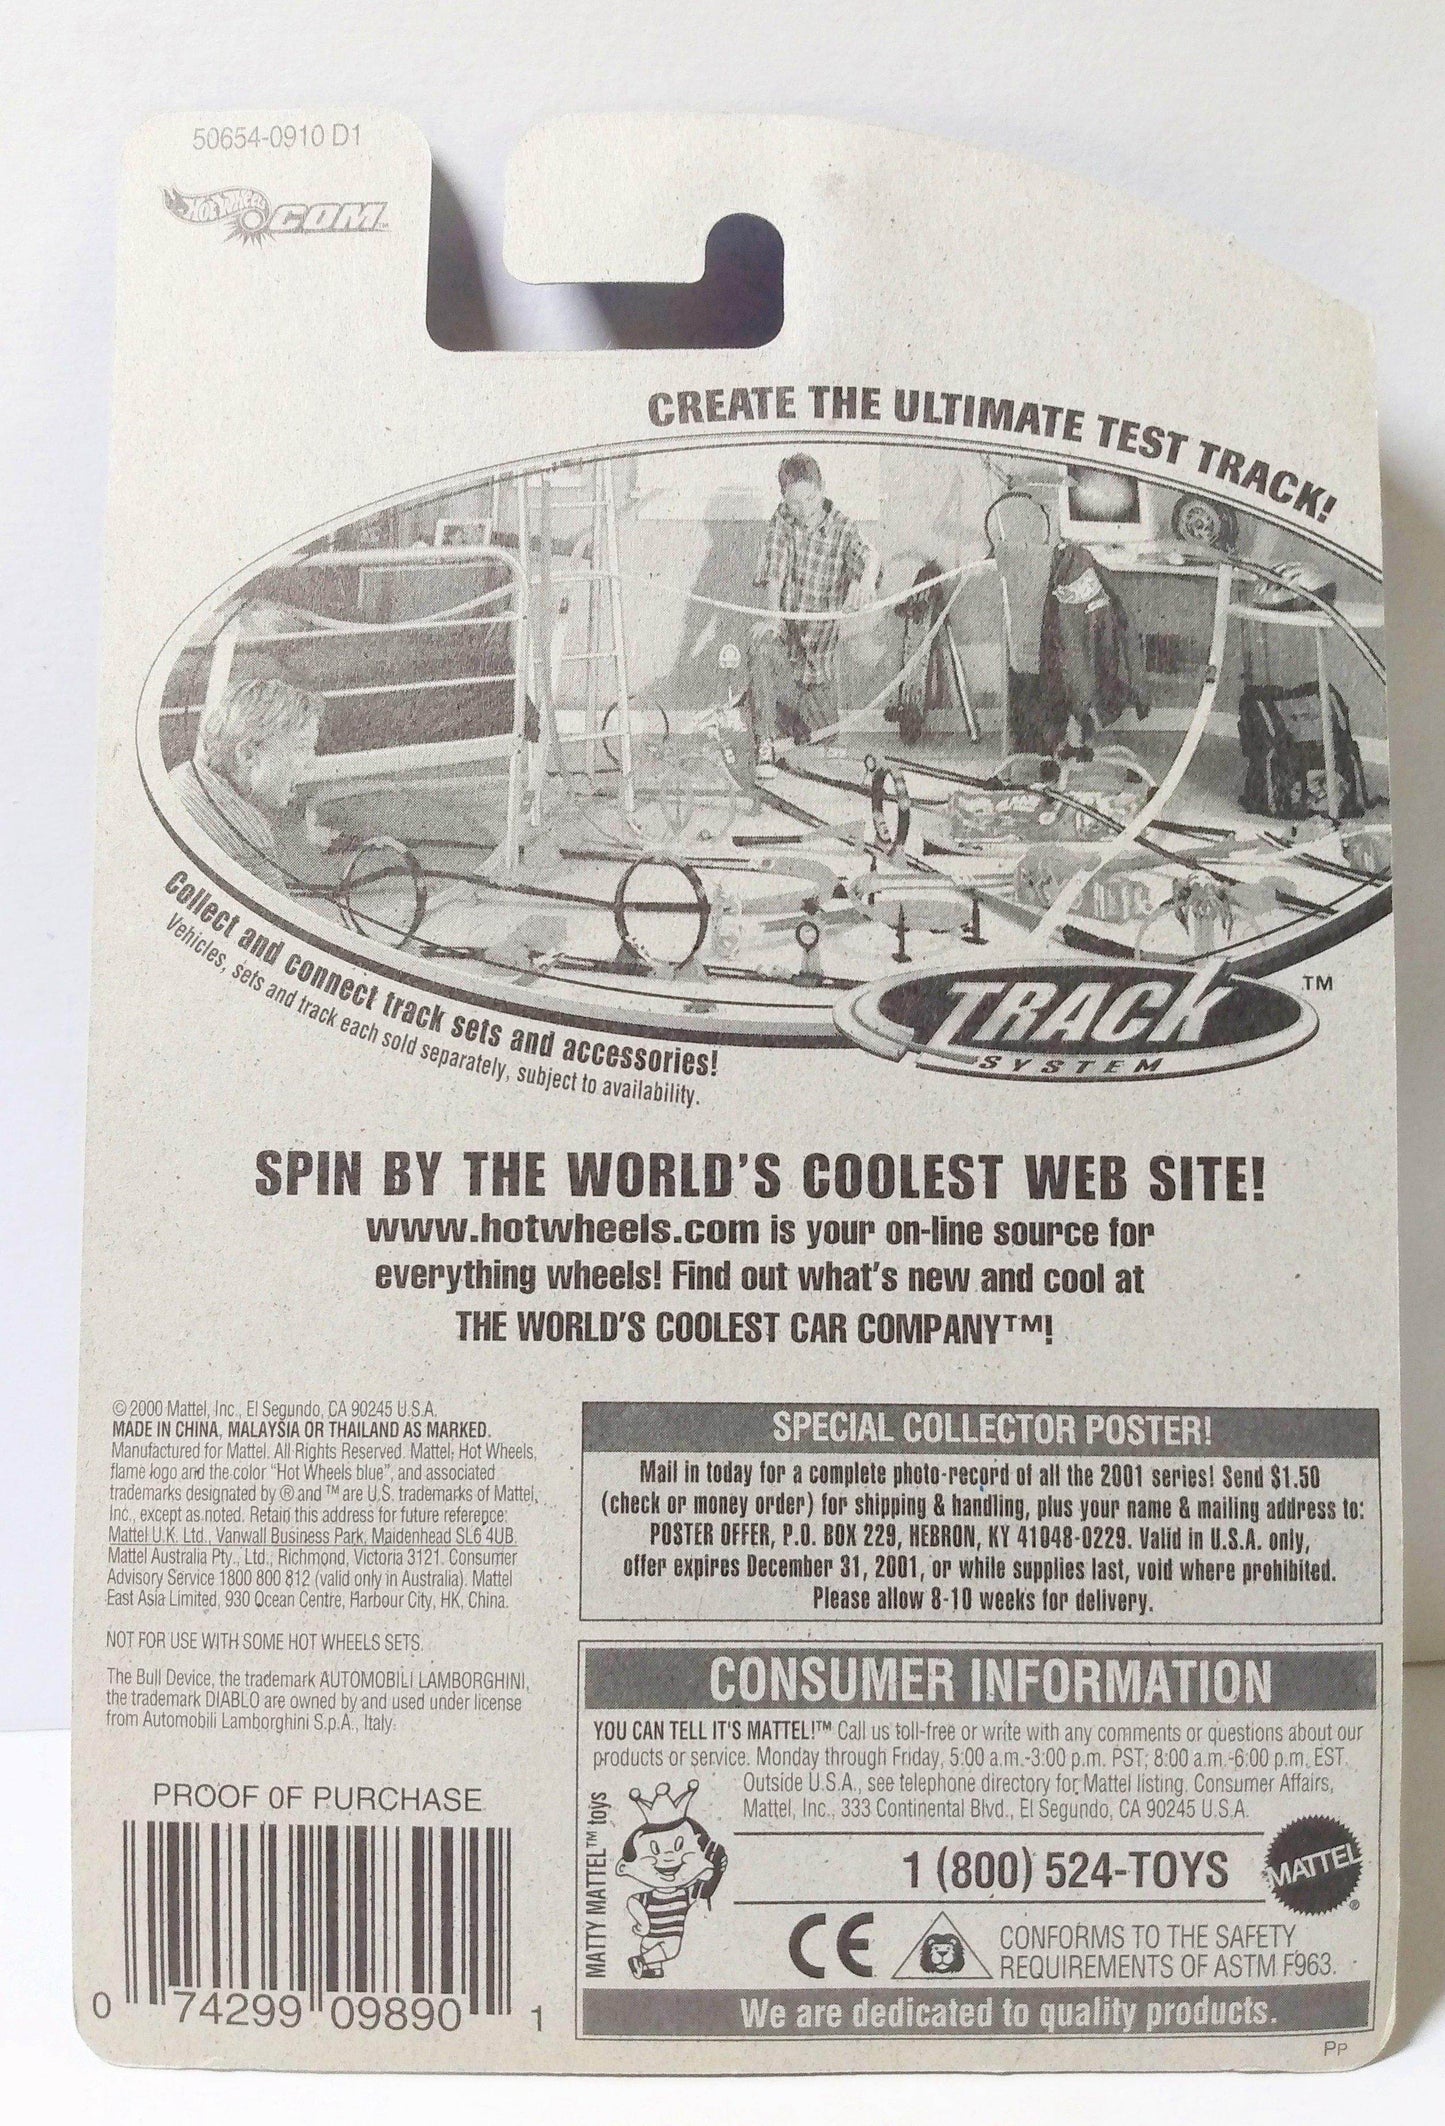 50654-0910 D1
HOT WHEELS.COM™
CREATE THE ULTIMATE TEST TRACK!
Collect and connect track sets and accessories!
Vehicles, sets and track each sold separately, subject to availability.
TRACK ™
SYSTEM
SPIN BY THE WORLD'S COOLEST WEB SITE!
www.hotwheels.com is your on-line source for
everything wheels! Find out what's new and cool at
THE WORLD'S COOLEST CAR COMPANY™!
© 2000 Mattel, Inc., El Segundo, CA 90245 U.S.A.
MADE IN CHINA, MALAYSIA OR THAILAND AS MARKED.
Manufactured for Mattel. All Rights Reserved. Mattel, Hot Wheels,
flame logo and the color "Hot Wheels blue", and associated
trademarks designated by ® and ™ are U.S. trademarks of Mattel,
Inc., except as noted. Retain this address for future reference:
Mattel U.K. Ltd., Vanwall Business Park, Maidenhead SL6 4UB.
Mattel Australia Pty., Ltd., Richmond, Victoria 3121. Consumer
Advisory Service 1800 800 812 (valid only in Australia). Mattel
East Asia Limited, 930 Ocean Centre, Harbour City, HK, China.
NOT FOR USE WITH SOME HOT WHEELS SETS.
The Bull Device, the trademark AUTOMOBILI LAMBORGHINI,
the trademark DIABLO are owned by and used under license
from Automobili Lamborghini S.p.A., Italy.
PROOF OF PURCHASE
0 74299 09890 1
SPECIAL COLLECTOR POSTER!
Mail in today for a complete photo-record of all the 2001 series! Send $1.50
(check or money order) for shipping & handling, plus your name & mailing address to:
POSTER OFFER, P.O. BOX 229, HEBRON, KY 41048-0229. Valid in U.S.A. only,
offer expires December 31, 2001, or while supplies last, void where prohibited.
Please allow 8-10 weeks for delivery.
CONSUMER INFORMATION
YOU CAN TELL IT'S MATTEL!™ Call us toll-free or write with any comments or questions about our
products or service. Monday through Friday, 5:00 a.m.-3:00 p.m. PST; 8:00 a.m.-6:00 p.m. EST.
Outside U.S.A., see telephone directory for Mattel listing. Consumer Affairs,
Mattel, Inc., 333 Continental Blvd., El Segundo, CA 90245 U.S.A.
MATTY MATTEL™ toys
1 (800) 524-TOYS
MATTEL®
CE
CONFORMS TO THE SAFETY
REQUIREMENTS OF ASTM F963.
We are dedicated to quality products.
PP